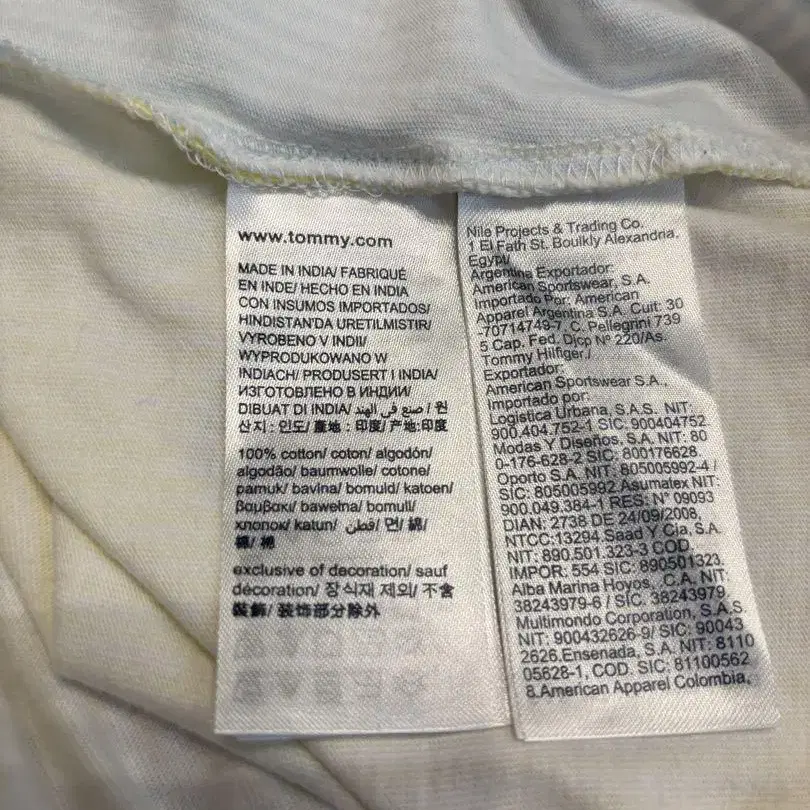 www.tommy.com
MADE IN INDIA/ FABRIQUÉ
EN INDE/ HECHO EN INDIA
CON INSUMOS IMPORTADOS/
HINDISTAN'DA URETILMISTIR/
VYROBENO V INDII/
WYPRODUKOWANO W
INDIACH/ PRODUSERT I INDIA/
ИЗГОТОВЛЕНО В ИНДИИ/
DIBUAT DI INDIA/ صنع في الهند / 원
산지 : 인도/ 產地 : 印度/ 产地:印度
100% cotton/ coton/ algodón/
algodão/ baumwolle/ cotone/
pamuk/ bavlna/ bomuld/ katoen/
βαμβακι/ bawełna/ bomull/
хлопок/ katun/ قطن/ 면/ 綿/
綿/ 棉
exclusive of decoration/ sauf
décoration/ 장식재 제외/ 不含
裝飾/ 装饰部分除外
Nile Projects & Trading Co.
1 El Fath St. Boulkly Alexandria.
Egypt/
Argentina Exportador:
American Sportswear, S.A.
Importado Por: American
Apparel Argentina S.A. Cuit: 30
-70714749-7, C. Pellegrini 739
5 Cap. Fed. Djcp Nº 220/As.
Tommy Hilfiger./
Exportador:
American Sportswear S.A.,
Importado por:
Logistica Urbana, S.A.S. NIT:
900.404.752-1 SIC: 900404752
Modas Y Diseños, S.A. NIT: 80
0-176-628-2 SIC: 800176628.
Oporto S.A. NIT: 805005992-4 /
SIC: 805005992 Asumatex NIT:
900.049.384-1 RES: Nº 09093
DIAN: 2738 DE 24/09/2008,
NTCC:13294.Saad Y Cia, S.A.
NIT: 890.501.323-3 COD.
IMPOR: 554 SIC: 890501323.
Alba Marina Hoyos, C.A, NIT:
38243979-6 / SIC: 38243979.
Multimondo Corporation, S.A.S.
NIT: 900432626-9/ SIC: 90043
2626.Ensenada, S.A. NIT: 8110
05628-1, COD. SIC: 81100562
8.American Apparel Colombia,